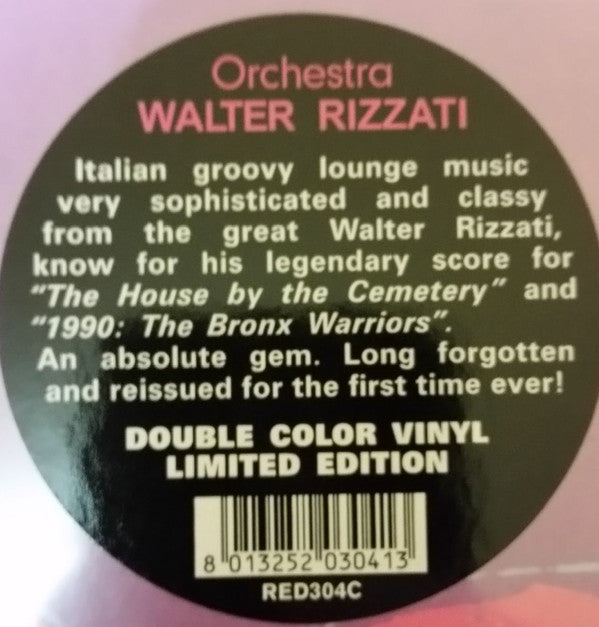 Orchestra
WALTER RIZZATI
Italian groovy lounge music
very sophisticated and classy
from the great Walter Rizzati,
know for his legendary score for
"The House by the Cemetery" and
"1990: The Bronx Warriors".
An absolute gem. Long forgotten
and reissued for the first time ever!
DOUBLE COLOR VINYL
LIMITED EDITION
8 013252 030413
RED304C